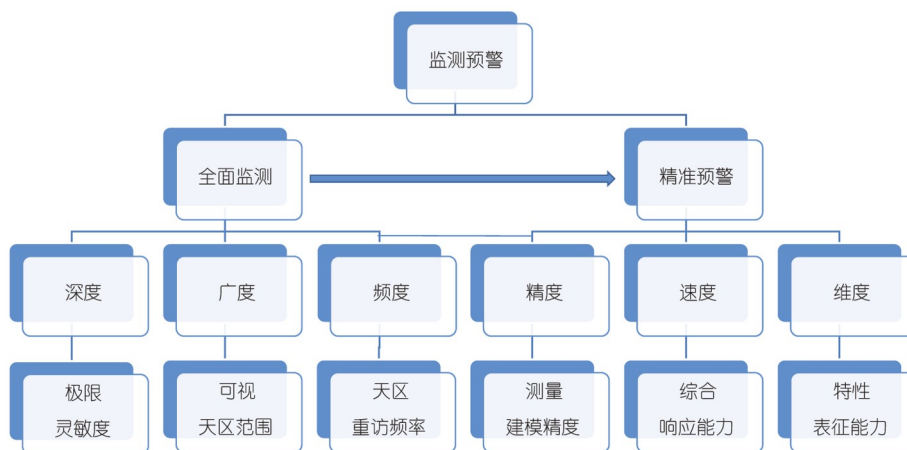 监测预警
全面监测
精准预警
深度
广度
频度
精度
速度
维度
极限
灵敏度
可视
天区范围
天区
重访频率
测量
建模精度
综合
响应能力
特性
表征能力